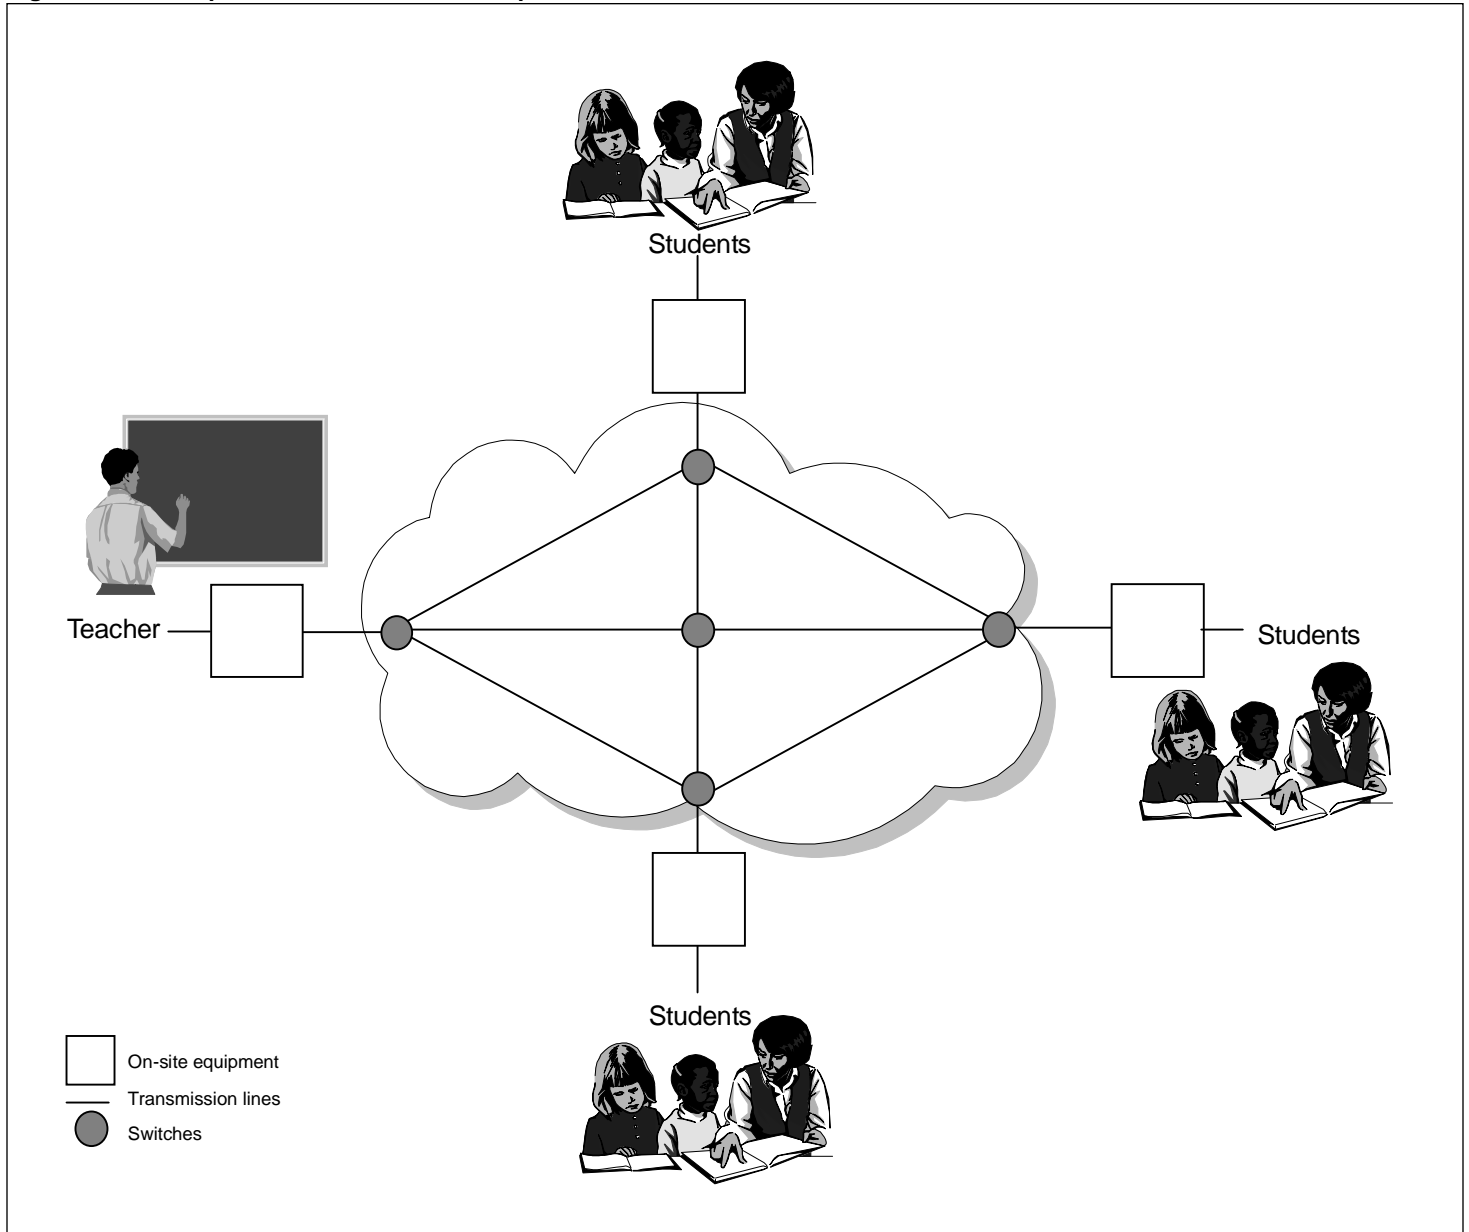 Students
Teacher
Students
Students
On-site equipment
Transmission lines
Switches